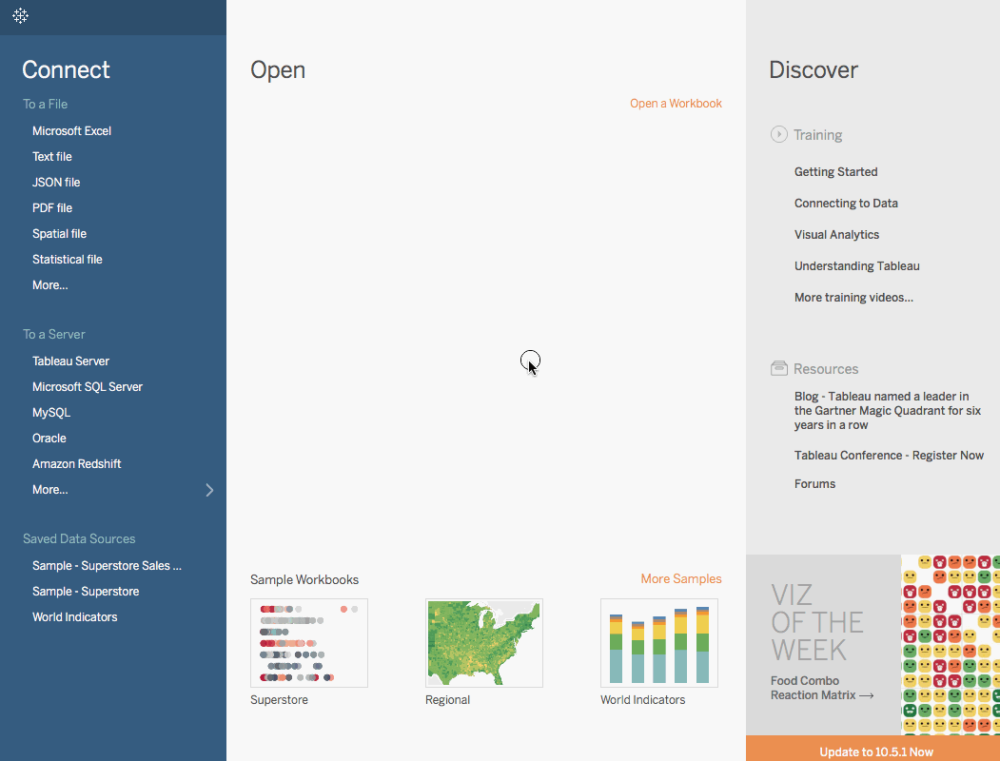 Connect
To a File
Microsoft Excel
Text file
JSON file
PDF file
Spatial file
Statistical file
More...
To a Server
Tableau Server
Microsoft SQL Server
MySQL
Oracle
Amazon Redshift
More...
Saved Data Sources
Sample - Superstore Sales ...
Sample - Superstore
World Indicators
Open
Open a Workbook
Sample Workbooks
More Samples
Superstore
Regional
World Indicators
Discover
Training
Getting Started
Connecting to Data
Visual Analytics
Understanding Tableau
More training videos...
Resources
Blog - Tableau named a leader in
the Gartner Magic Quadrant for six
years in a row
Tableau Conference - Register Now
Forums
VIZ
OF THE
WEEK
Food Combo
Reaction Matrix →
Update to 10.5.1 Now